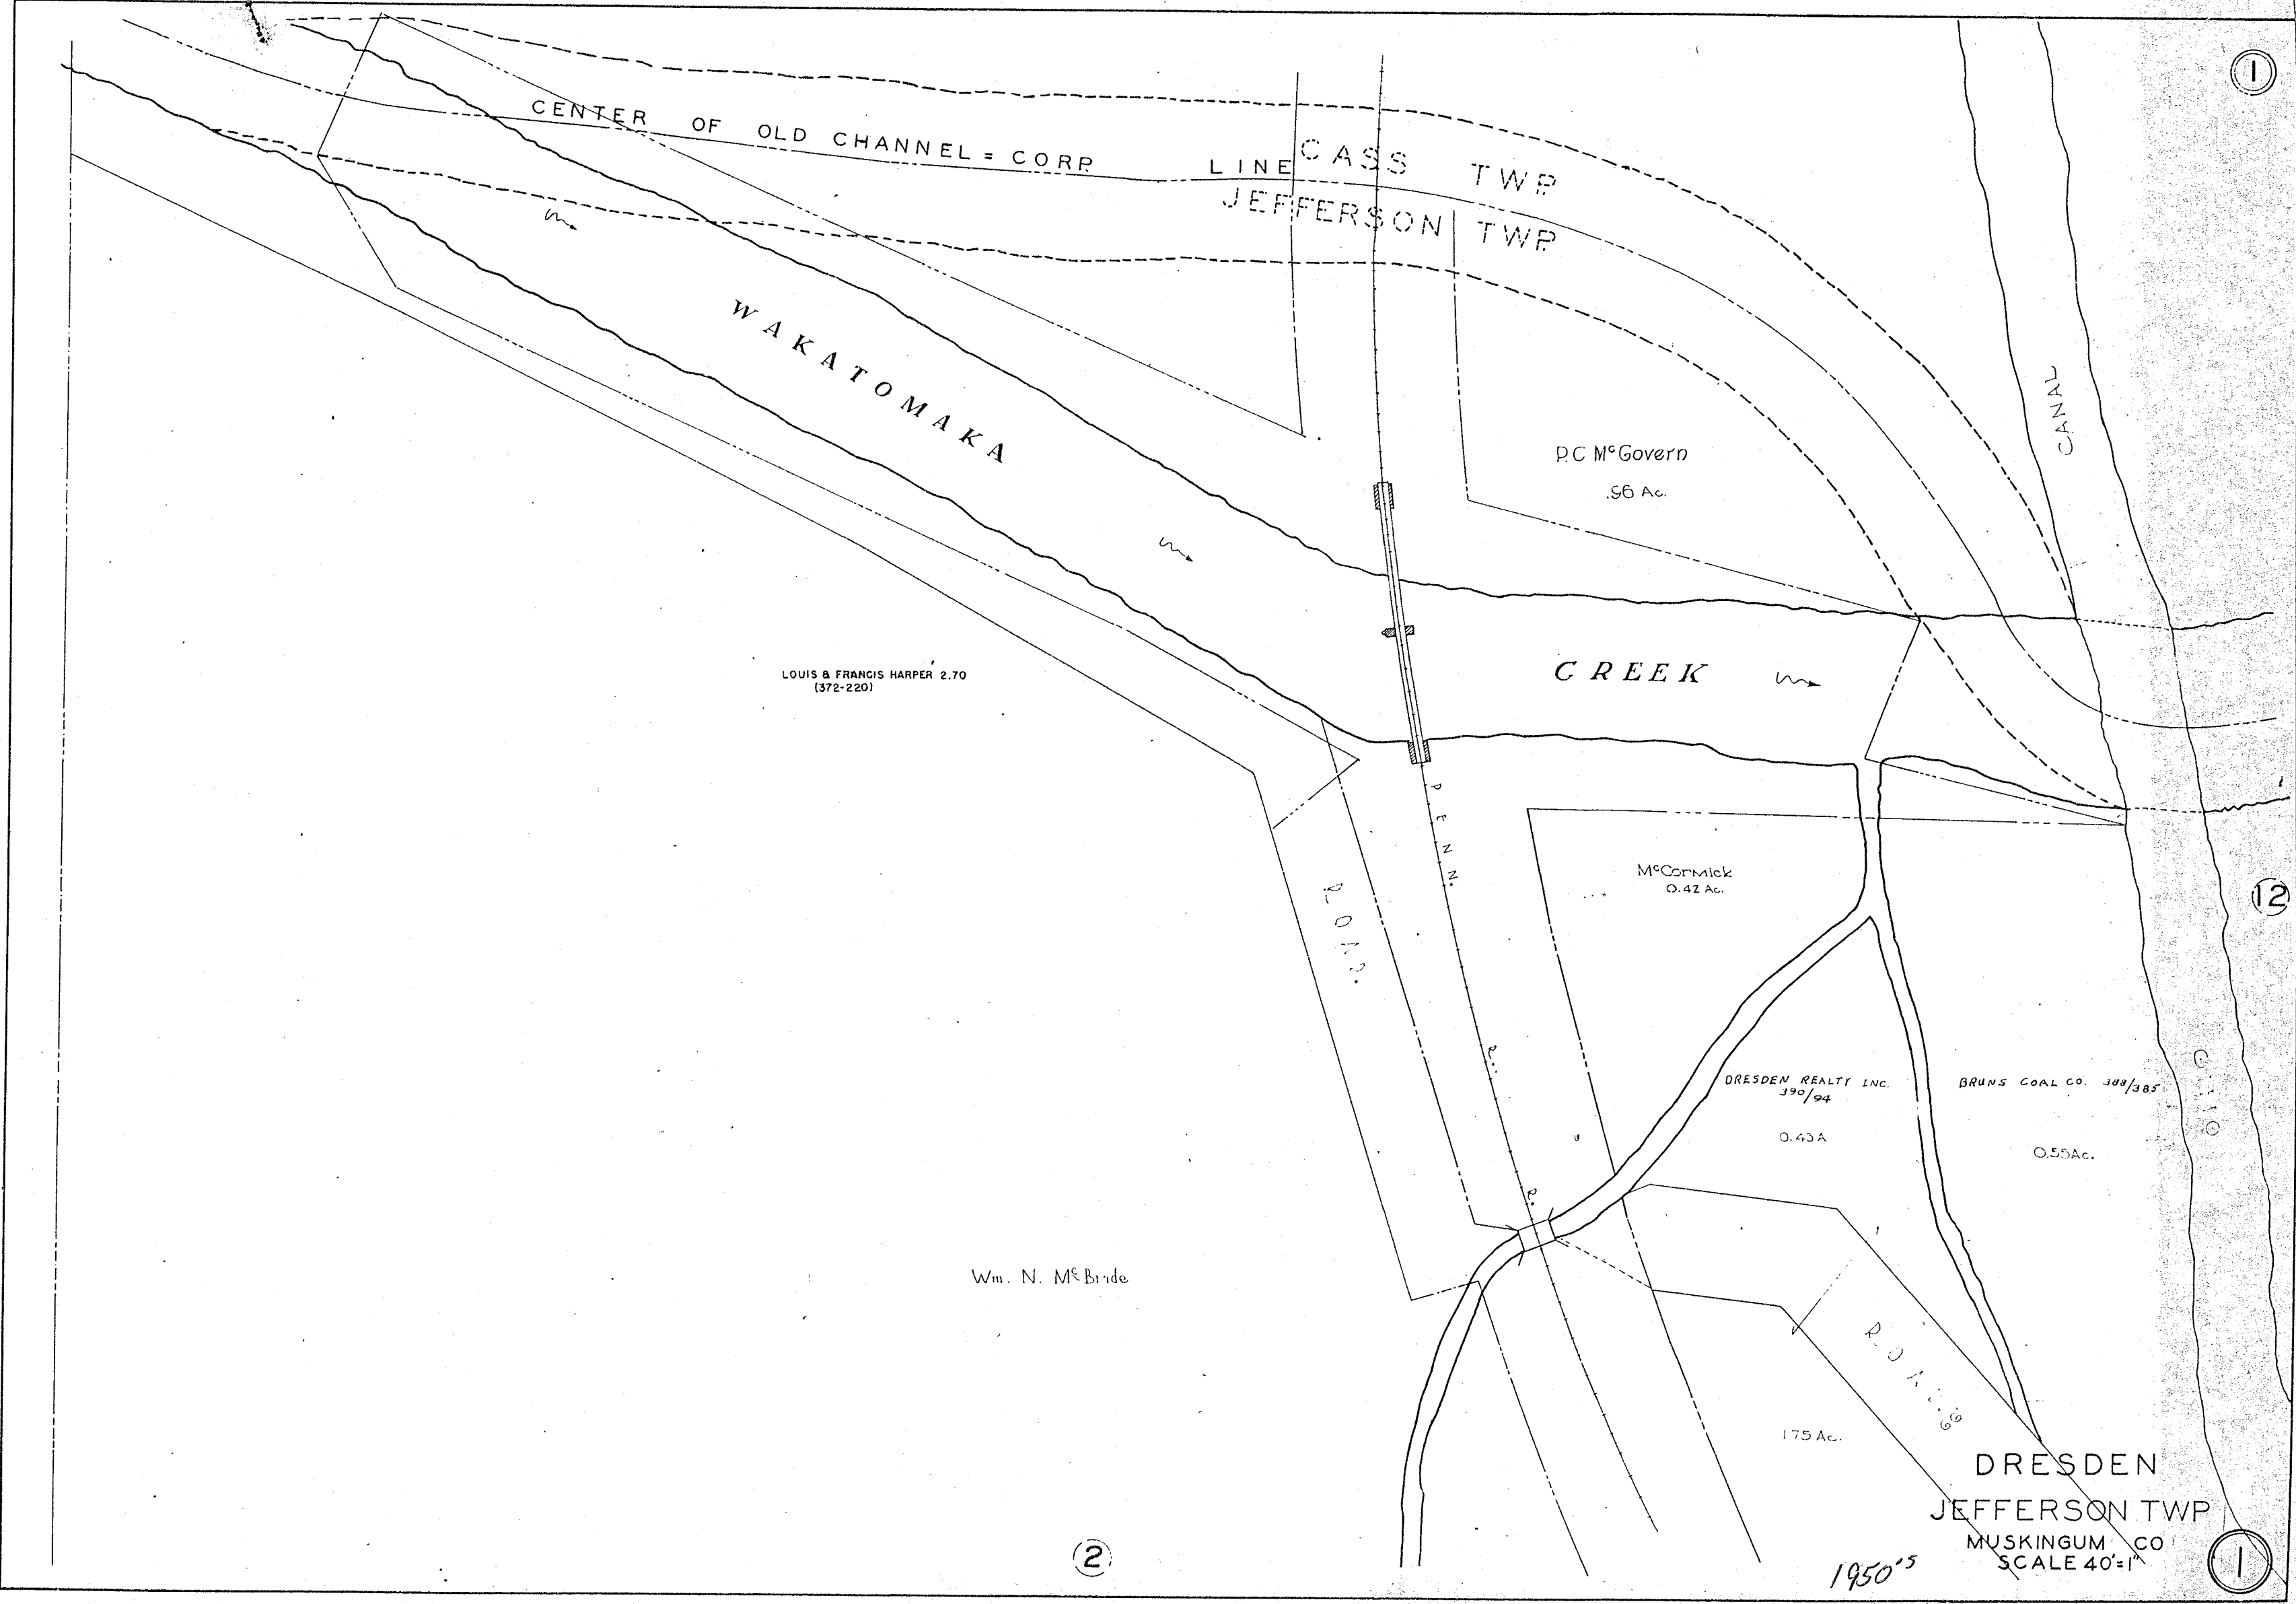 1
CENTER OF OLD CHANNEL = CORP. LINE
CASS TWP.
JEFFERSON TWP.
WAKATOMAKA
CANAL
P.C. McGovern
.96 Ac.
LOUIS & FRANCIS HARPER 2.70
(372-220)
CREEK
PENN.
R.
R.
McCormick
0.42 Ac.
12
ROAD.
DRESDEN REALTY INC.
390/94
0.43A
BRUNS COAL CO. 388/385
0.55Ac.
Wm. N. McBride
ROAD
1.75 Ac.
DRESDEN
JEFFERSON TWP
MUSKINGUM CO
SCALE 40'=1"
1950's
2
1